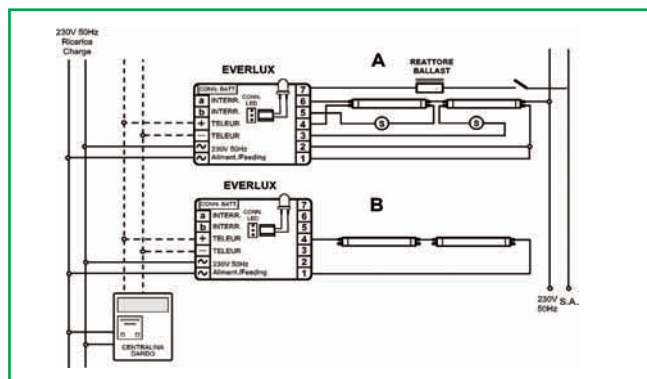 230V 50Hz
Ricarica
Charge
EVERLUX
CONN. BATT.
a INTERR.
b INTERR.
+ TELEUR
– TELEUR
~ 230V 50Hz
~ Aliment./Feeding
CONN.
LED
7
6
5
4
3
2
1
A
REATTORE
BALLAST
S
S
EVERLUX
CONN. BATT.
a INTERR.
b INTERR.
+ TELEUR
– TELEUR
~ 230V 50Hz
~ Aliment./Feeding
CONN.
LED
7
6
5
4
3
2
1
B
230V
50Hz
S.A.
CENTRALINA
DARDO